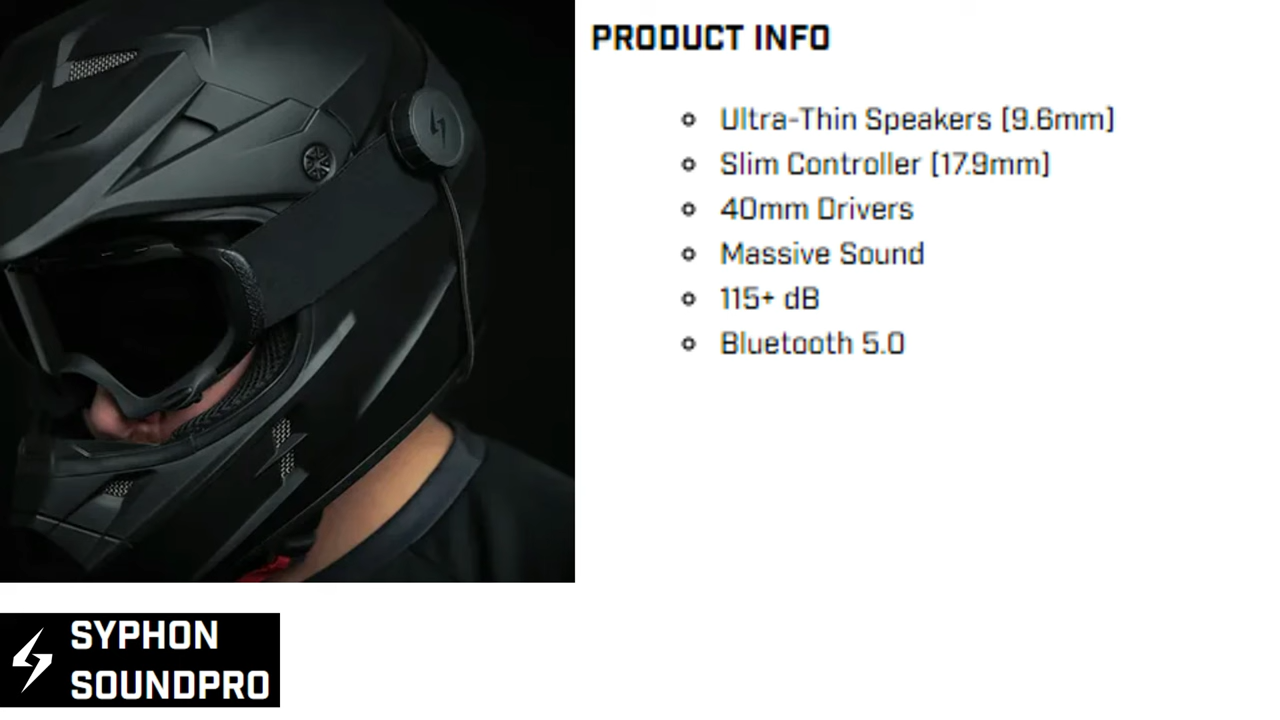 PRODUCT INFO
Ultra-Thin Speakers [9.6mm]
Slim Controller [17.9mm]
40mm Drivers
Massive Sound
115+ dB
Bluetooth 5.0
SYPHON
SOUNDPRO